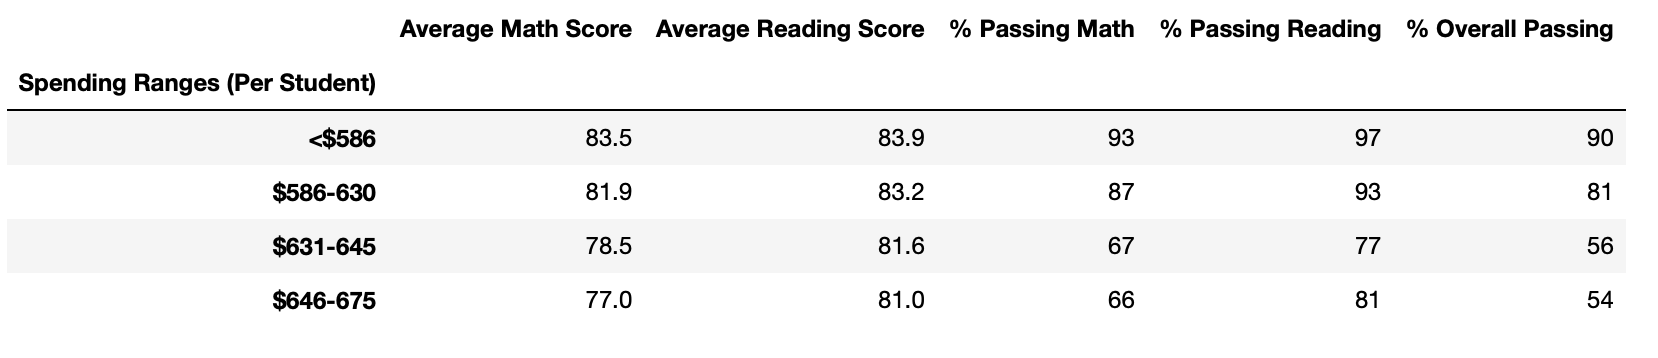 Average Math Score Average Reading Score % Passing Math % Passing Reading % Overall Passing
Spending Ranges (Per Student)
<$586 83.5 83.9 93 97 90
$586-630 81.9 83.2 87 93 81
$631-645 78.5 81.6 67 77 56
$646-675 77.0 81.0 66 81 54